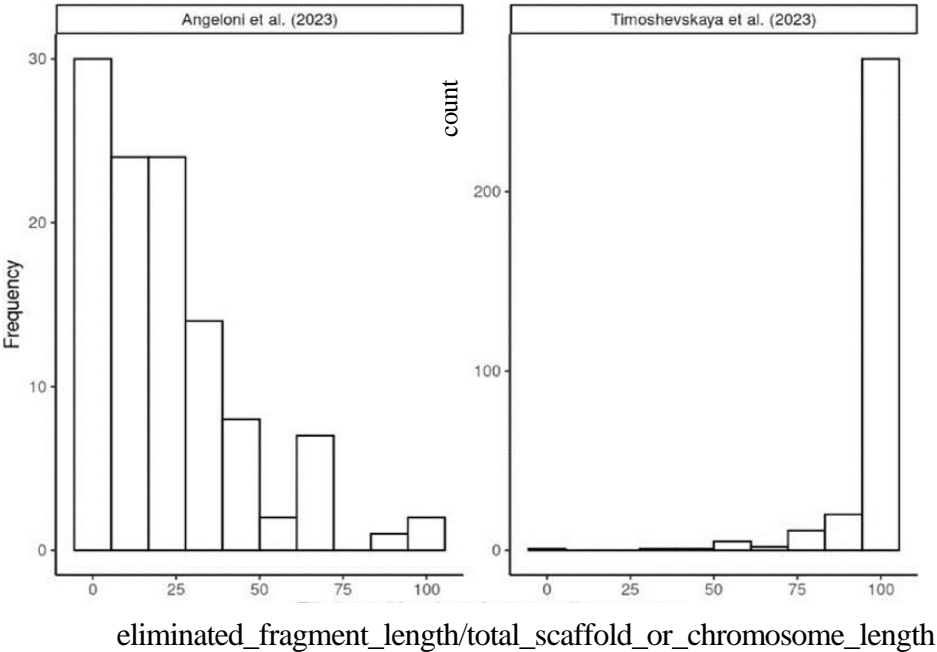 Angeloni et al. (2023)
Timoshevskaya et al. (2023)
Frequency
30
20
10
0
count
200
100
0
0 25 50 75 100
0 25 50 75 100
eliminated_fragment_length/total_scaffold_or_chromosome_length